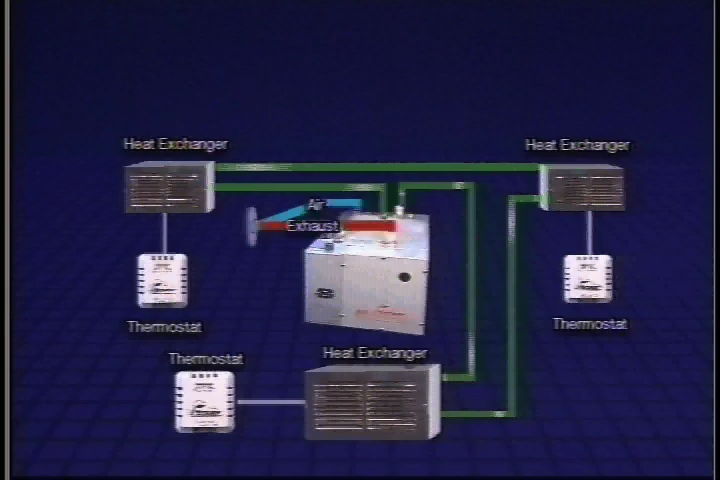 Heat Exchanger
Heat Exchanger
Air
Exhaust
Thermostat
Thermostat
Thermostat
Heat Exchanger